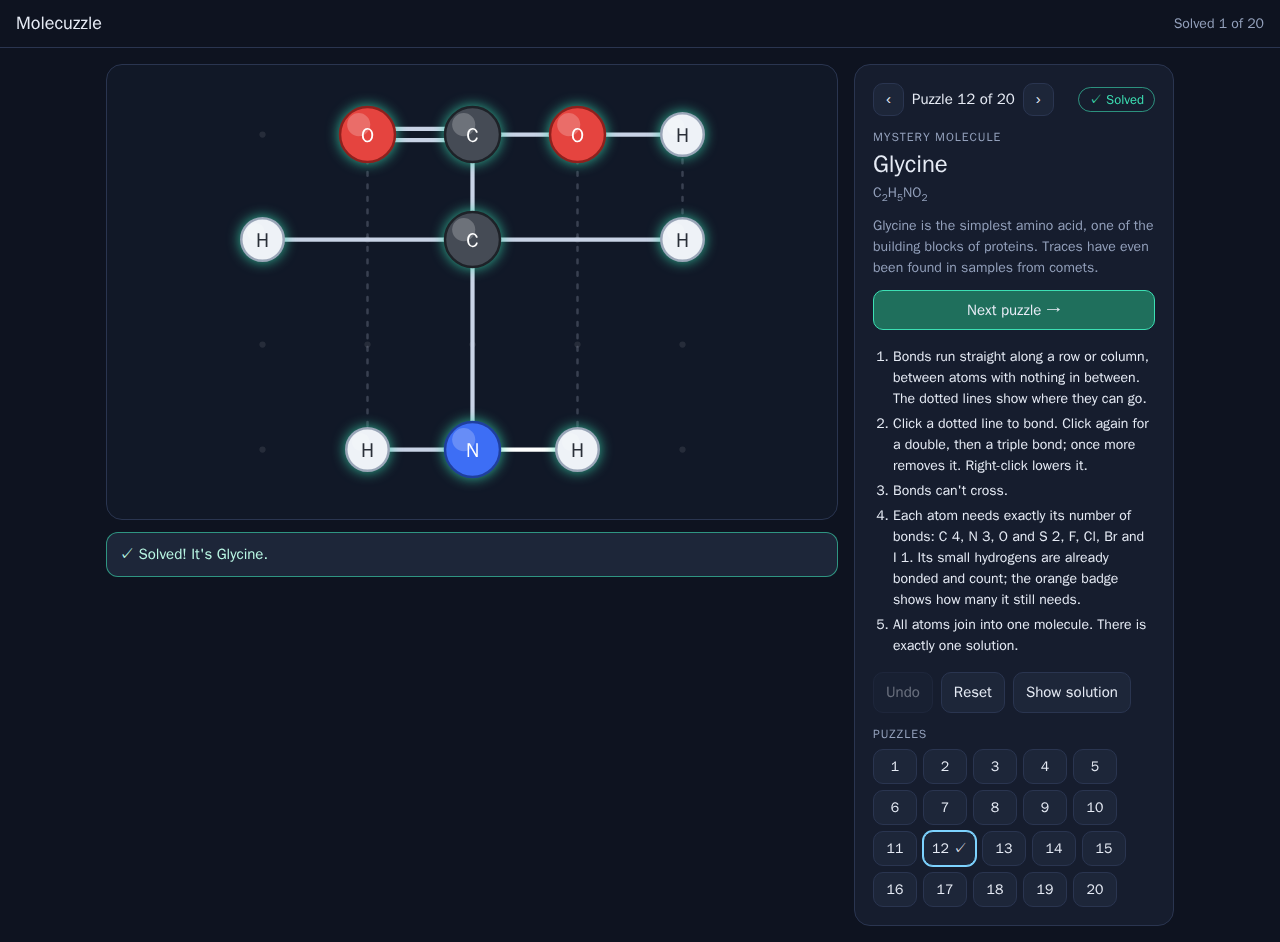 Molecuzzle
Solved 1 of 20
O C O H
H C H
H N H
✓ Solved! It's Glycine.
‹ Puzzle 12 of 20 ›
✓ Solved
MYSTERY MOLECULE
Glycine
C₂H₅NO₂
Glycine is the simplest amino acid, one of the
building blocks of proteins. Traces have even
been found in samples from comets.
Next puzzle →
1. Bonds run straight along a row or column,
between atoms with nothing in between.
The dotted lines show where they can go.
2. Click a dotted line to bond. Click again for
a double, then a triple bond; once more
removes it. Right-click lowers it.
3. Bonds can't cross.
4. Each atom needs exactly its number of
bonds: C 4, N 3, O and S 2, F, Cl, Br and
I 1. Its small hydrogens are already
bonded and count; the orange badge
shows how many it still needs.
5. All atoms join into one molecule. There is
exactly one solution.
Undo Reset Show solution
PUZZLES
1 2 3 4 5
6 7 8 9 10
11 12 ✓ 13 14 15
16 17 18 19 20